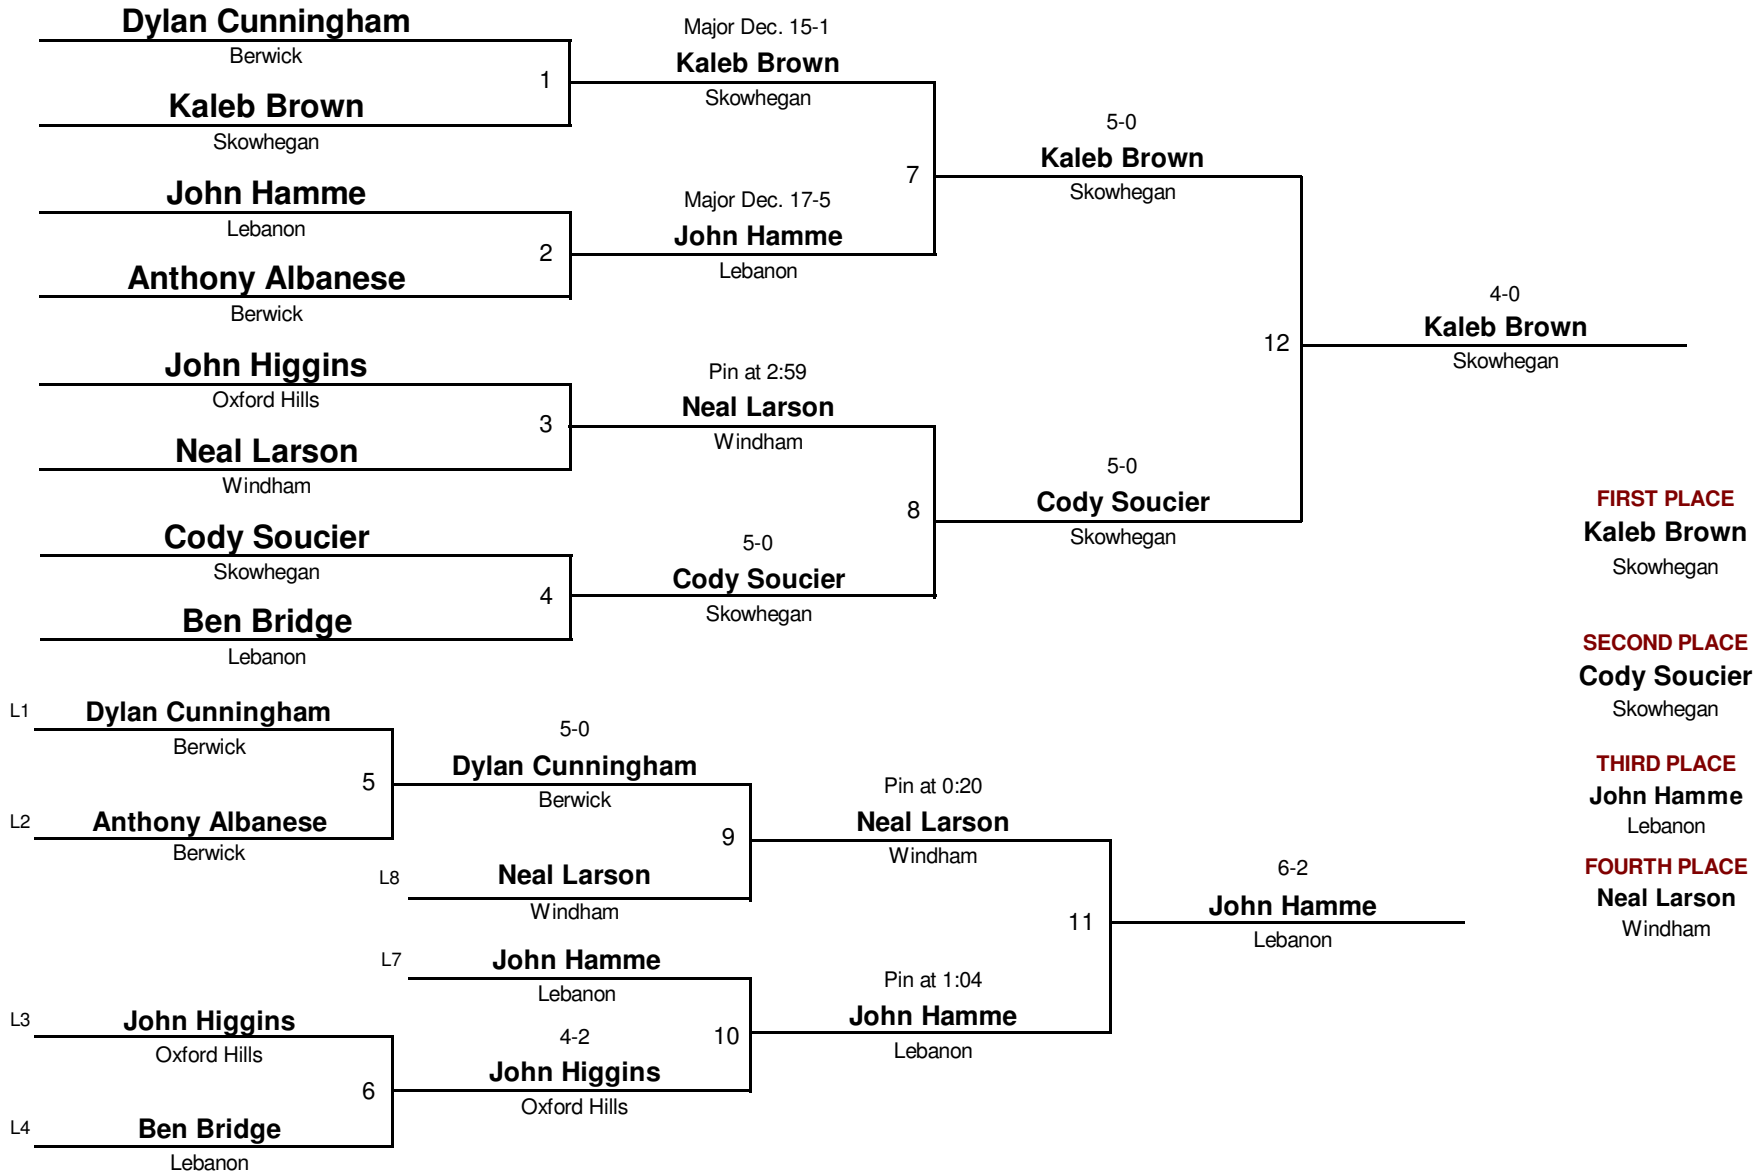 Dylan Cunningham
Berwick
1
Kaleb Brown
Skowhegan
John Hamme
Lebanon
2
Anthony Albanese
Berwick
John Higgins
Oxford Hills
3
Neal Larson
Windham
Cody Soucier
Skowhegan
4
Ben Bridge
Lebanon
Major Dec. 15-1
Kaleb Brown
Skowhegan
7
Major Dec. 17-5
John Hamme
Lebanon
Pin at 2:59
Neal Larson
Windham
8
5-0
Cody Soucier
Skowhegan
5-0
Kaleb Brown
Skowhegan
12
5-0
Cody Soucier
Skowhegan
4-0
Kaleb Brown
Skowhegan
FIRST PLACE
Kaleb Brown
Skowhegan
SECOND PLACE
Cody Soucier
Skowhegan
THIRD PLACE
John Hamme
Lebanon
FOURTH PLACE
Neal Larson
Windham
L1
Dylan Cunningham
Berwick
5
L2
Anthony Albanese
Berwick
L3
John Higgins
Oxford Hills
6
L4
Ben Bridge
Lebanon
5-0
Dylan Cunningham
Berwick
9
L8
Neal Larson
Windham
L7
John Hamme
Lebanon
10
4-2
John Higgins
Oxford Hills
Pin at 0:20
Neal Larson
Windham
11
Pin at 1:04
John Hamme
Lebanon
6-2
John Hamme
Lebanon